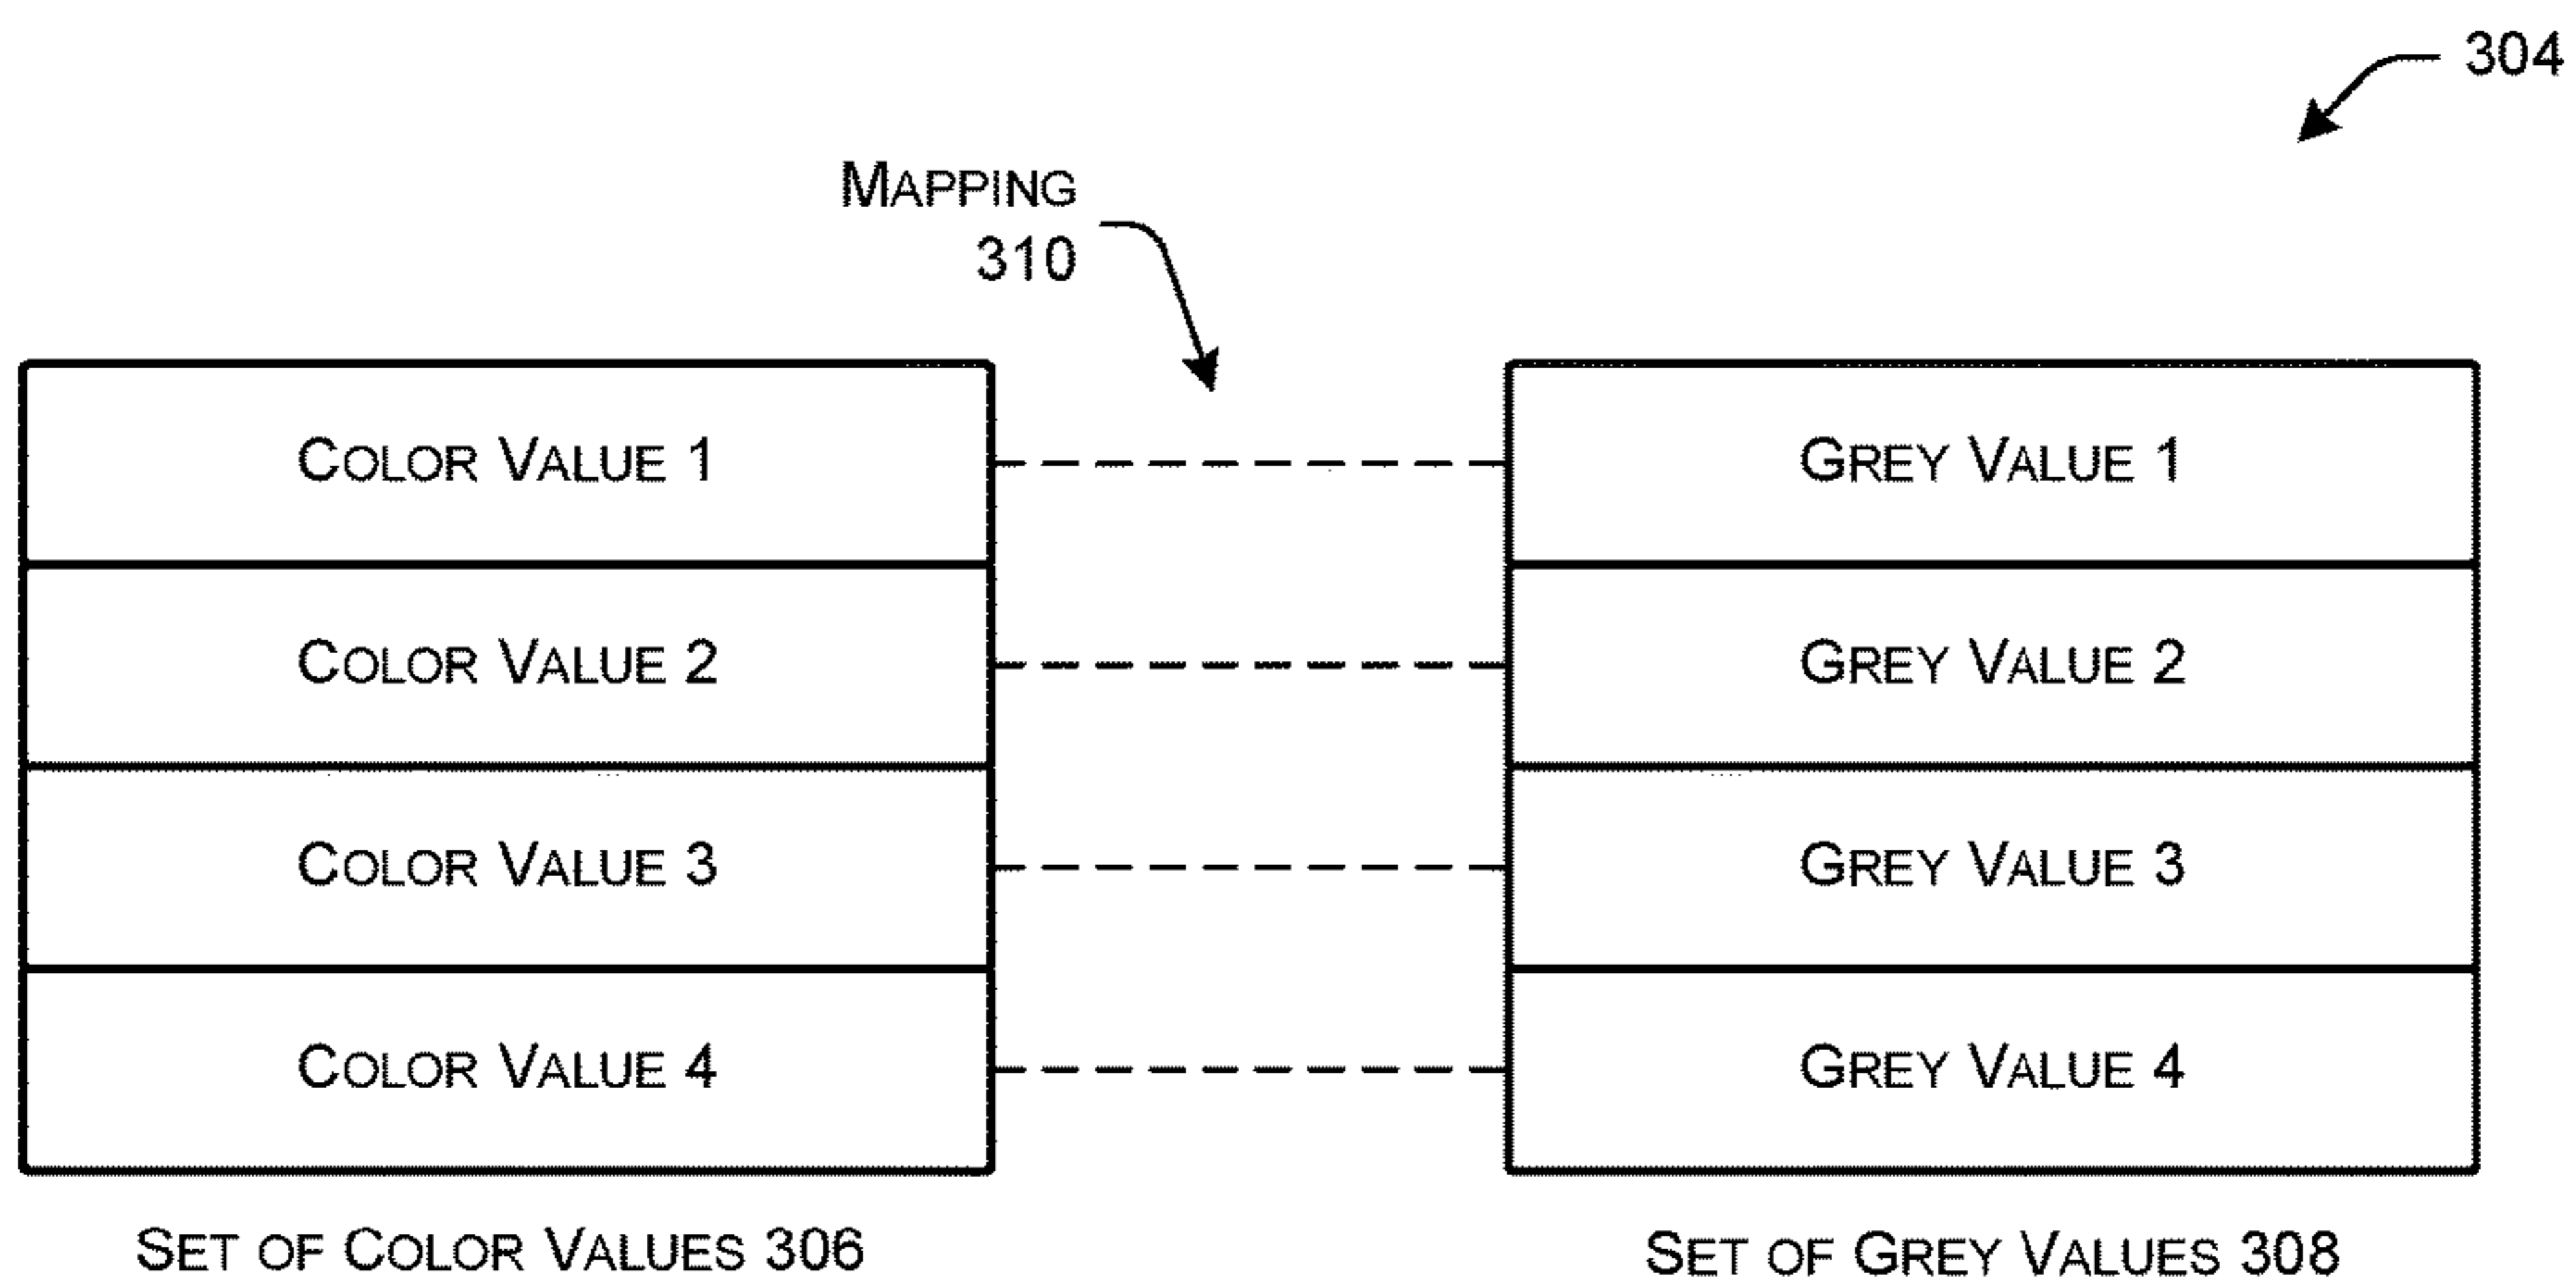 304
MAPPING
310
COLOR VALUE 1
GREY VALUE 1
COLOR VALUE 2
GREY VALUE 2
COLOR VALUE 3
GREY VALUE 3
COLOR VALUE 4
GREY VALUE 4
SET OF COLOR VALUES 306
SET OF GREY VALUES 308